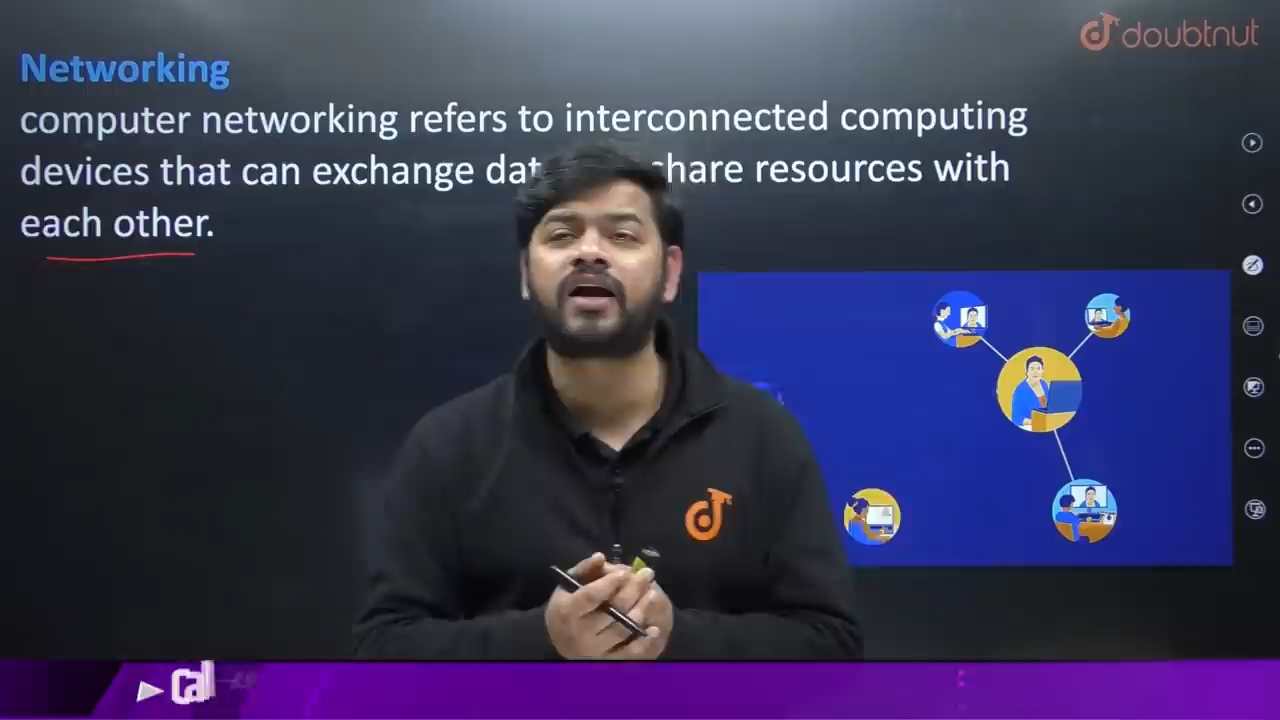 doubtnut
Networking
computer networking refers to interconnected computing
devices that can exchange share resources with
each other.